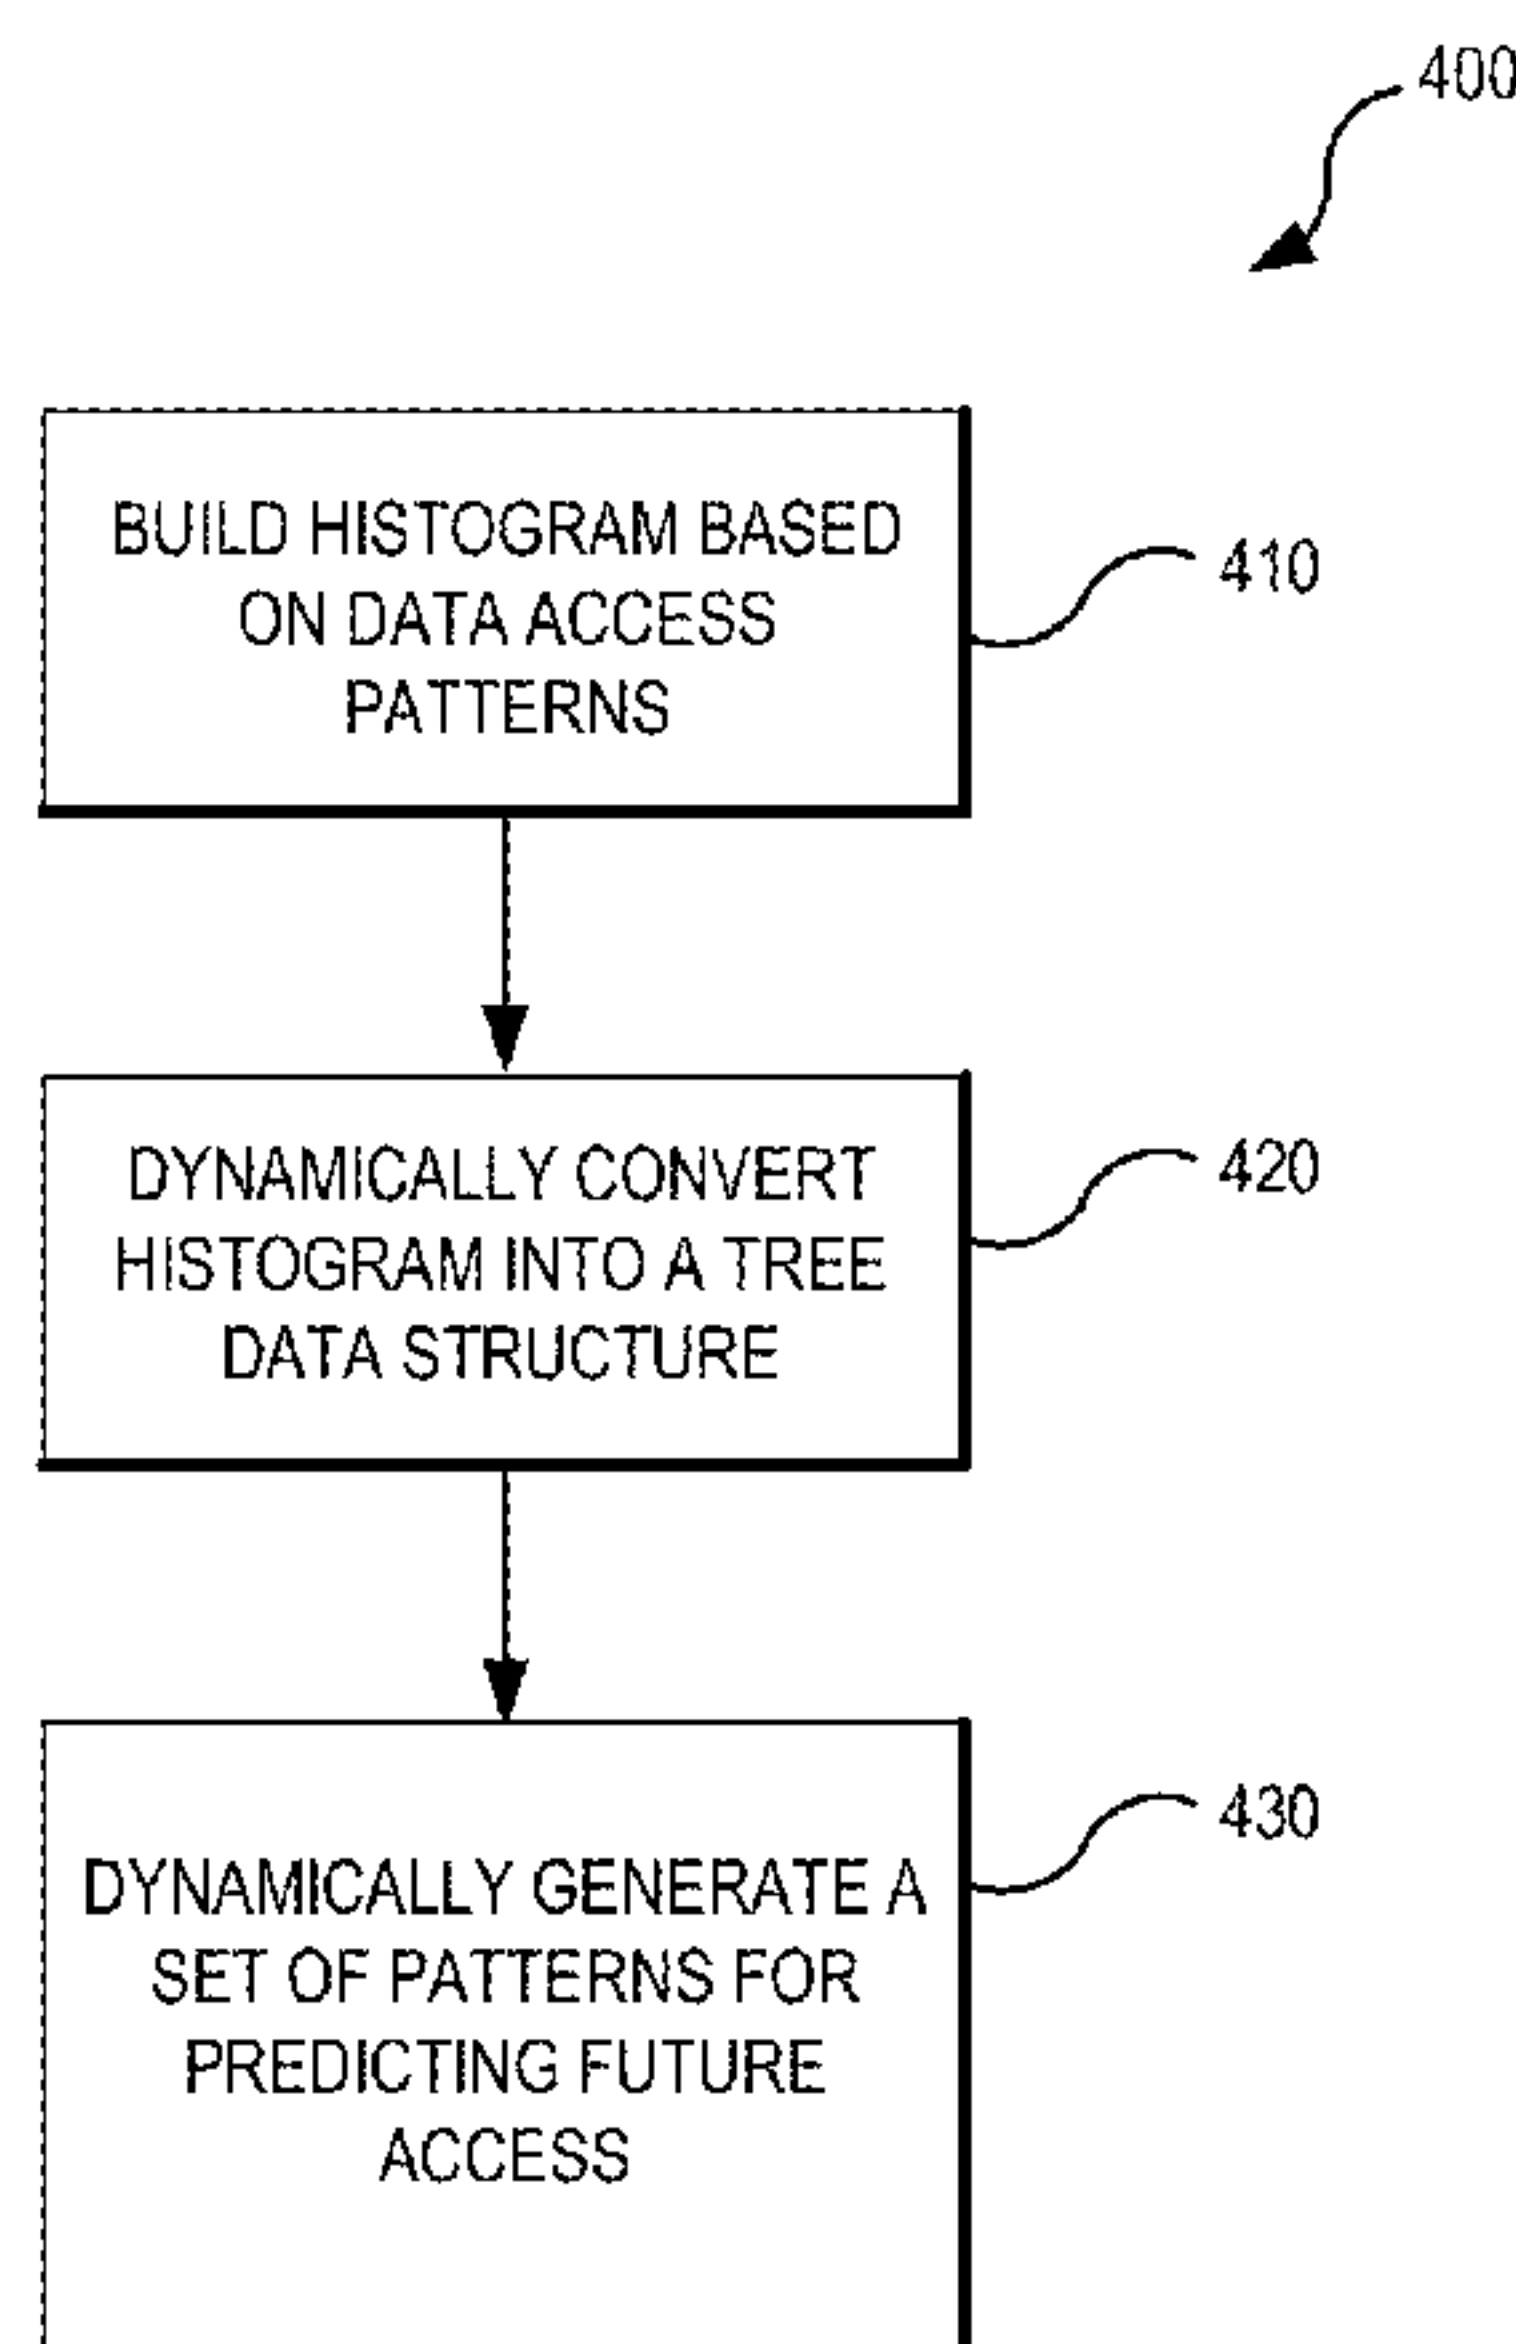 400
BUILD HISTOGRAM BASED
ON DATA ACCESS
PATTERNS
410
DYNAMICALLY CONVERT
HISTOGRAM INTO A TREE
DATA STRUCTURE
420
DYNAMICALLY GENERATE A
SET OF PATTERNS FOR
PREDICTING FUTURE
ACCESS
430